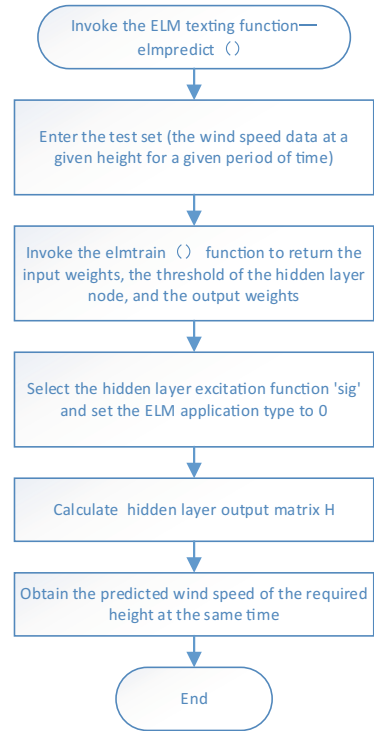 Invoke the ELM texting function—
elmpredict（）
Enter the test set (the wind speed data at a
given height for a given period of time)
Invoke the elmtrain（） function to return the
input weights, the threshold of the hidden layer
node, and the output weights
Select the hidden layer excitation function 'sig'
and set the ELM application type to 0
Calculate  hidden layer output matrix H
Obtain the predicted wind speed of the required
height at the same time
End